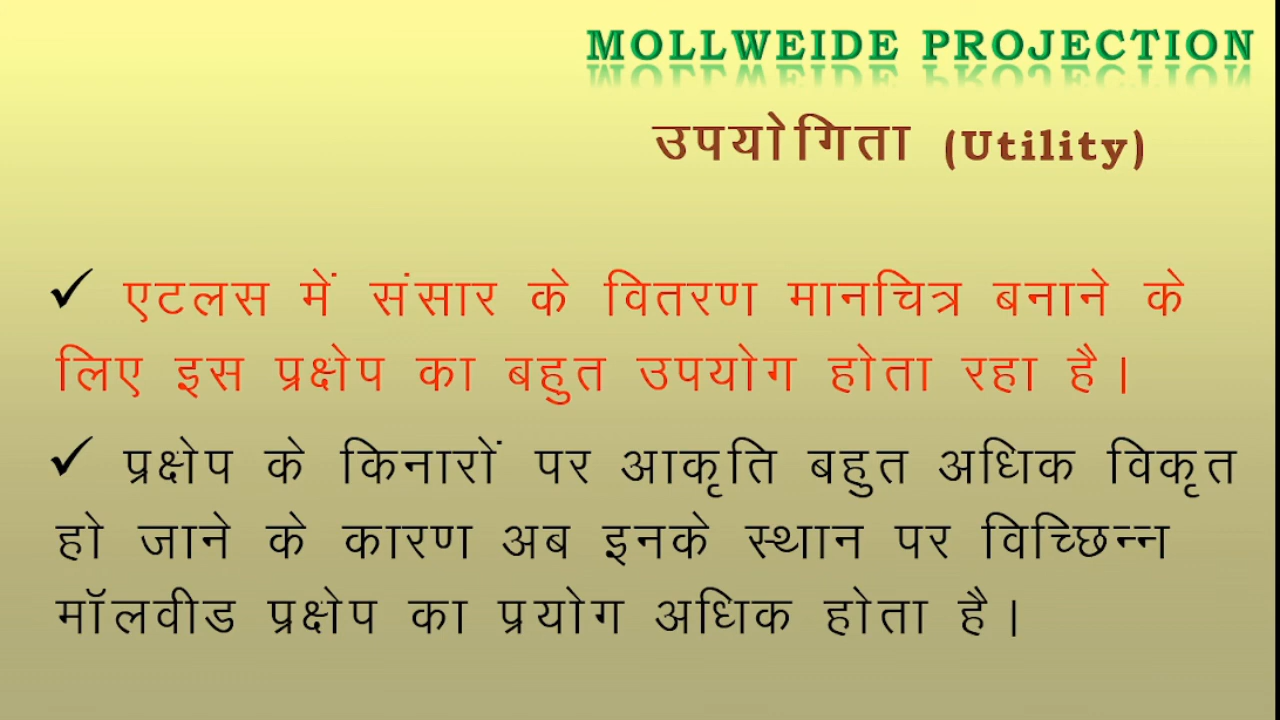 MOLLWEIDE PROJECTION
उपयोगिता (Utility)
✓ एटलस में संसार के वितरण मानचित्र बनाने के
लिए इस प्रक्षेप का बहुत उपयोग होता रहा है।
✓ प्रक्षेप के किनारों पर आकृति बहुत अधिक विकृत
हो जाने के कारण अब इनके स्थान पर विच्छिन्न
मॉलवीड प्रक्षेप का प्रयोग अधिक होता है।